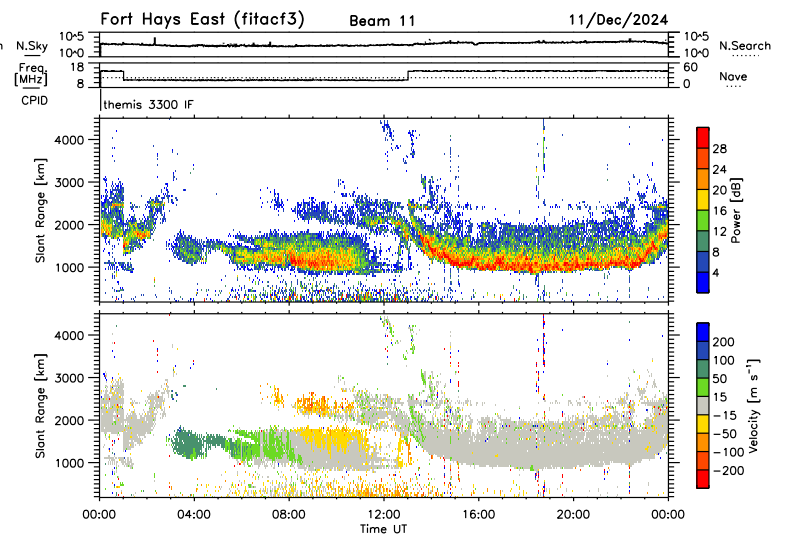 Fort Hays East (fitacf3) Beam 11 11/Dec/2024
N.Sky 10^5 10^0 10^5 10^0 N.Search
Freq. [MHz] 18 8 60 0 Nave
CPID themis 3300 IF
Slant Range [km] 4000 3000 2000 1000
Power [dB] 28 24 20 16 12 8 4
Slant Range [km] 4000 3000 2000 1000
Velocity [m s⁻¹] 200 100 50 15 -15 -50 -100 -200
00:00 04:00 08:00 12:00 16:00 20:00 00:00
Time UT